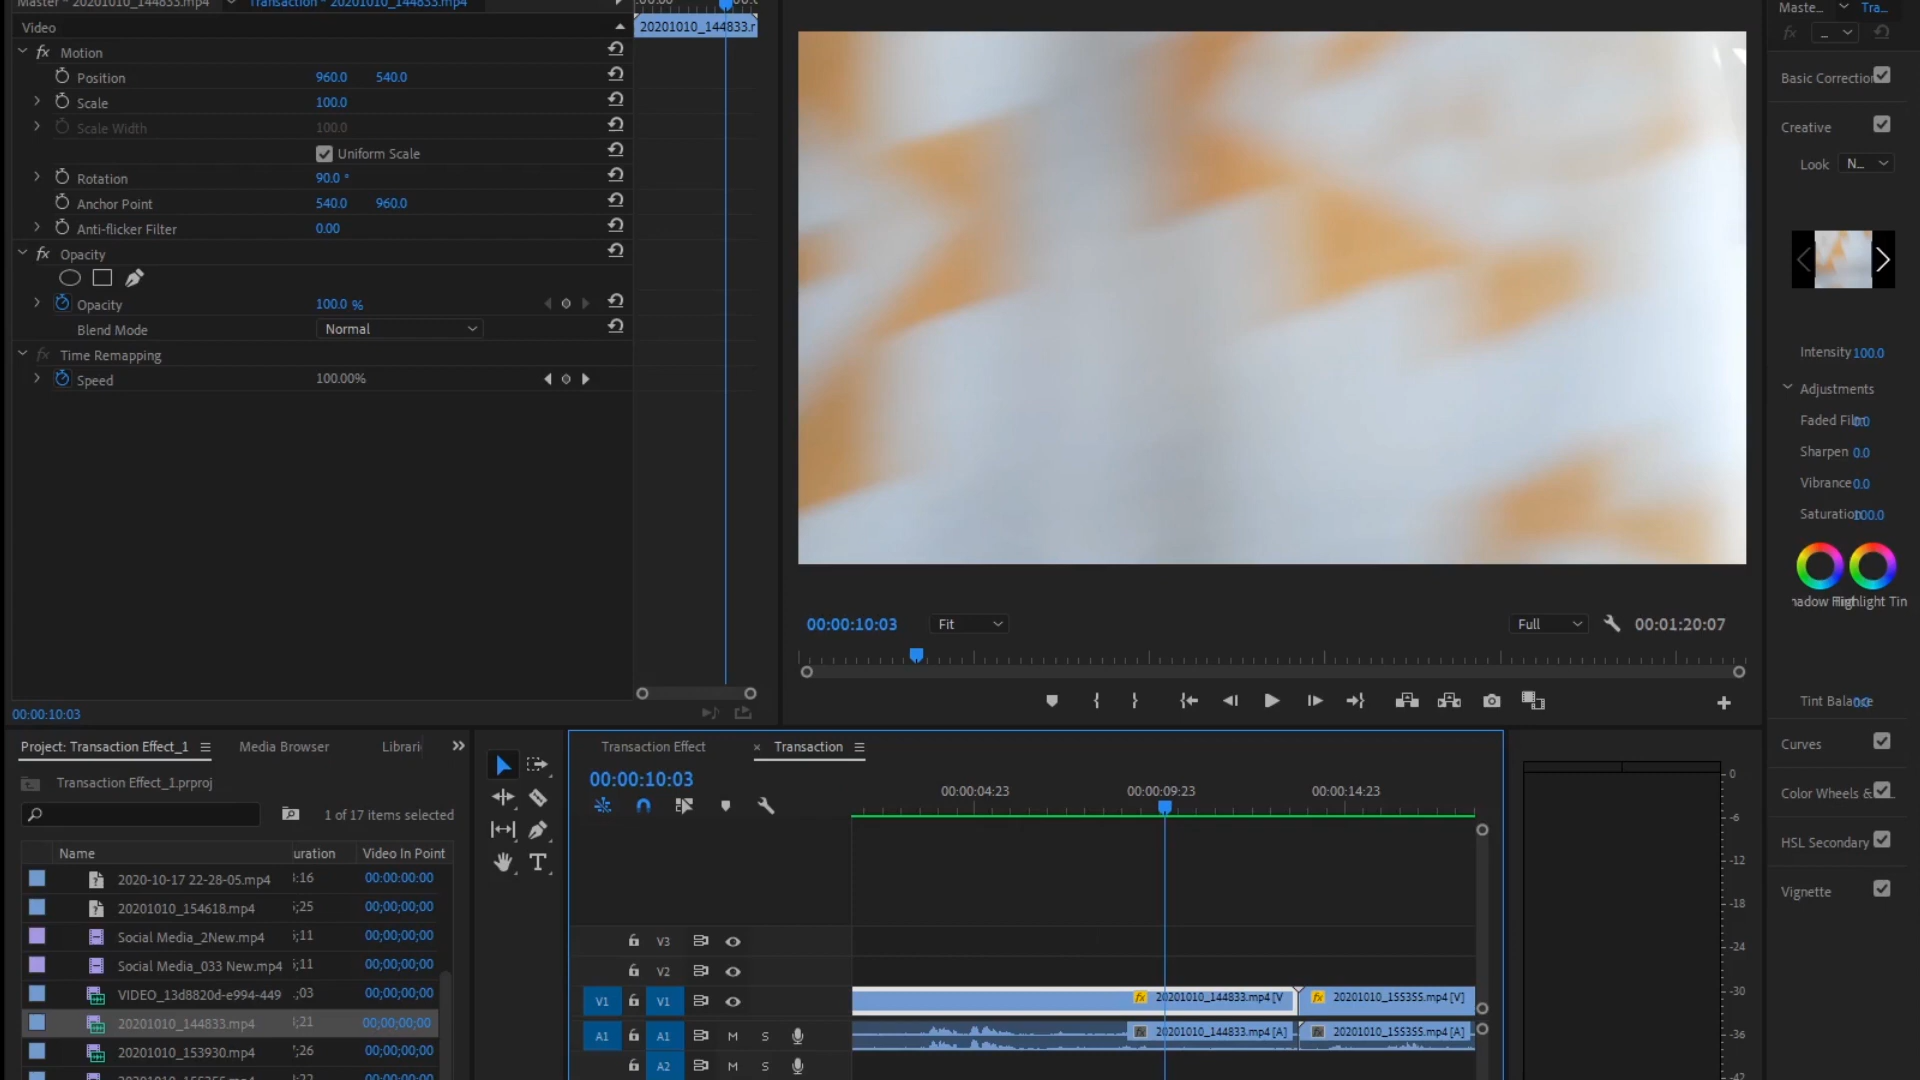 Master * 20201010_144833.mp4
Transaction * 20201010_144833.mp4
Video
20201010_144833.r
Motion
Position 960.0 540.0
Scale 100.0
Scale Width 100.0
Uniform Scale
Rotation 90.0 °
Anchor Point 540.0 960.0
Anti-flicker Filter 0.00
Opacity
Opacity 100.0 %
Blend Mode Normal
Time Remapping
Speed 100.00%
00:00:10:03
00:00:10:03 Fit Full 00:01:20:07
Maste... Tra...
Basic Correction
Creative
Look N...
Intensity 100.0
Adjustments
Faded Film 0.0
Sharpen 0.0
Vibrance 0.0
Saturation 100.0
Highlight Tin
Tint Balance 0.0
Curves
Color Wheels &
HSL Secondary
Vignette
Project: Transaction Effect_1 Media Browser Librari
Transaction Effect_1.prproj
1 of 17 items selected
Name uration Video In Point
2020-10-17 22-28-05.mp4 :16 00:00:00:00
20201010_154618.mp4 ;25 00;00;00;00
Social Media_2New.mp4 ;11 00;00;00;00
Social Media_033 New.mp4 ;11 00;00;00;00
VIDEO_13d8820d-e994-449 ;03 00;00;00;00
20201010_144833.mp4 ;21 00;00;00;00
20201010_153930.mp4 ;26 00;00;00;00
20201010_155355.mp4 ;22 00;00;00;00
Transaction Effect × Transaction
00:00:10:03
00:00:04:23 00:00:09:23 00:00:14:23
V3
V2
V1 V1 20201010_144833.mp4 [V 20201010_155355.mp4 [V]
A1 A1 M S 20201010_144833.mp4 [A] 20201010_155355.mp4 [A]
A2 M S
0
-6
-12
-18
-24
-30
-36
-42